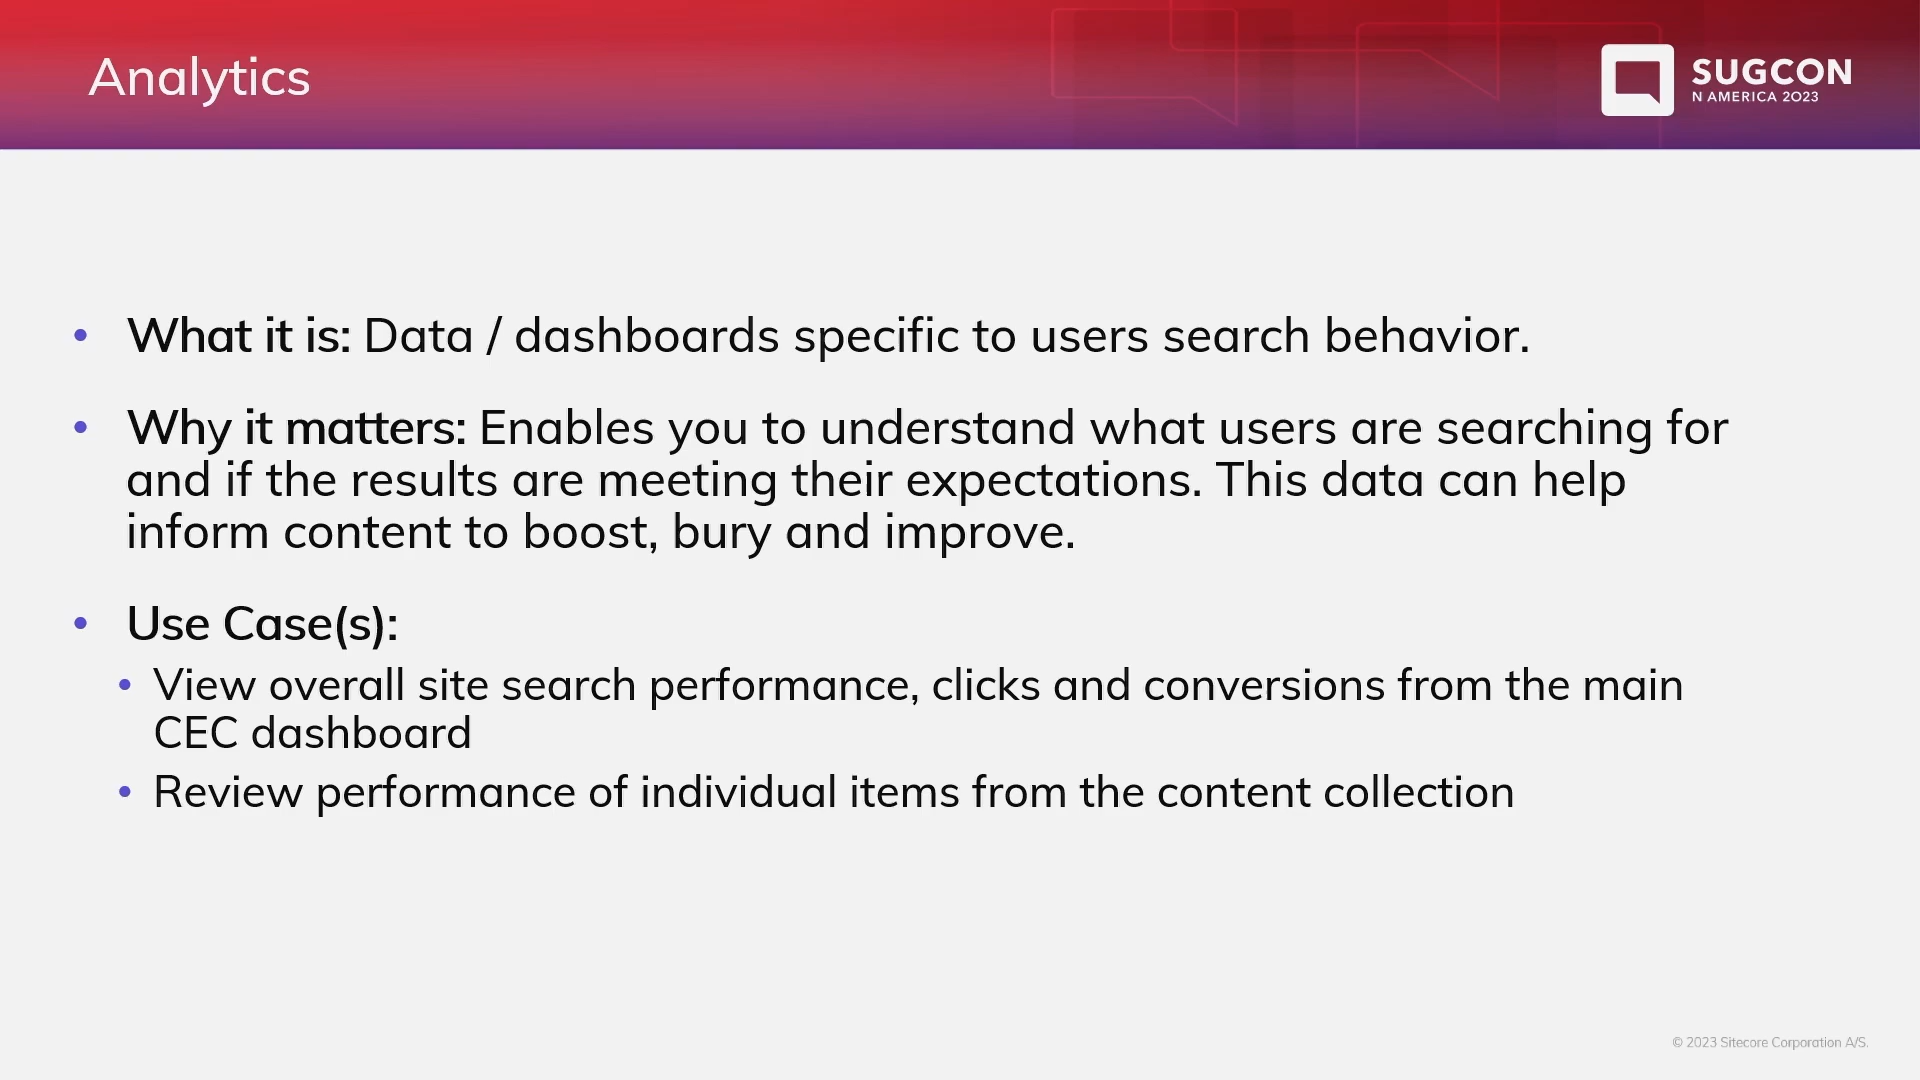 Analytics
SUGCON
N AMERICA 2023
• What it is: Data / dashboards specific to users search behavior.
• Why it matters: Enables you to understand what users are searching for
and if the results are meeting their expectations. This data can help
inform content to boost, bury and improve.
• Use Case(s):
• View overall site search performance, clicks and conversions from the main
CEC dashboard
• Review performance of individual items from the content collection
© 2023 Sitecore Corporation A/S.